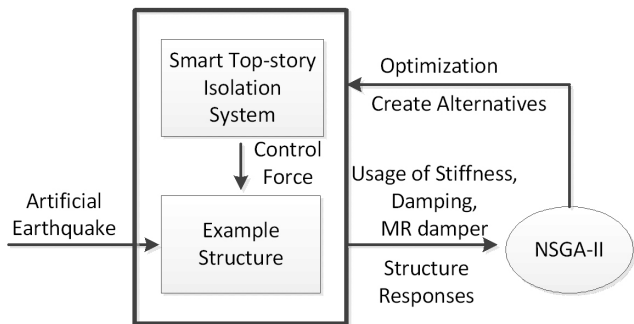 Smart Top-story
Isolation
System
Control
Force
Artificial
Earthquake
Example
Structure
Optimization
Create Alternatives
Usage of Stiffness,
Damping,
MR damper
Structure
Responses
NSGA-II